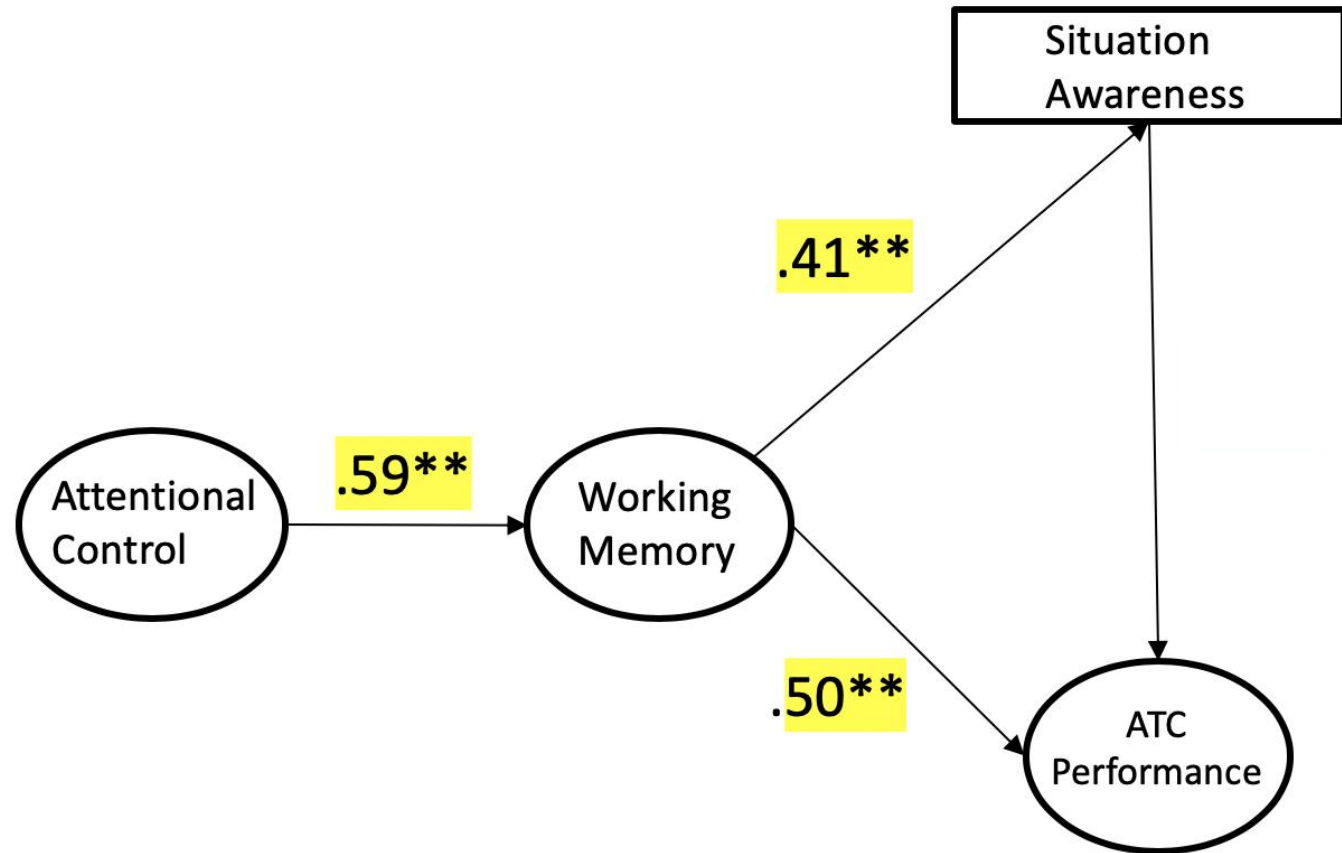 Situation
Awareness
.41**
.59**
Attentional
Control
Working
Memory
.50**
ATC
Performance